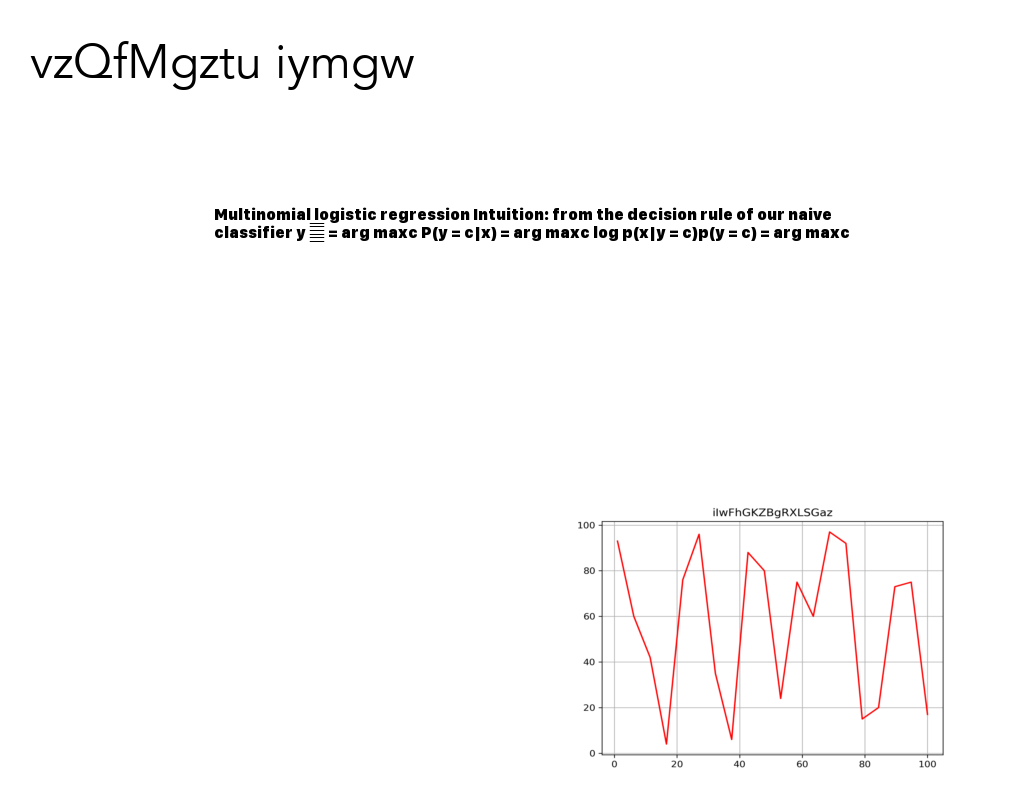 vzQfMgztu iymgw
Multinomial logistic regression Intuition: from the decision rule of our naive
classifier y = arg maxc P(y = c|x) = arg maxc log p(x|y = c)p(y = c) = arg maxc
iIwFhGKZBgRXLSGaz
100
80
60
40
20
0
0 20 40 60 80 100